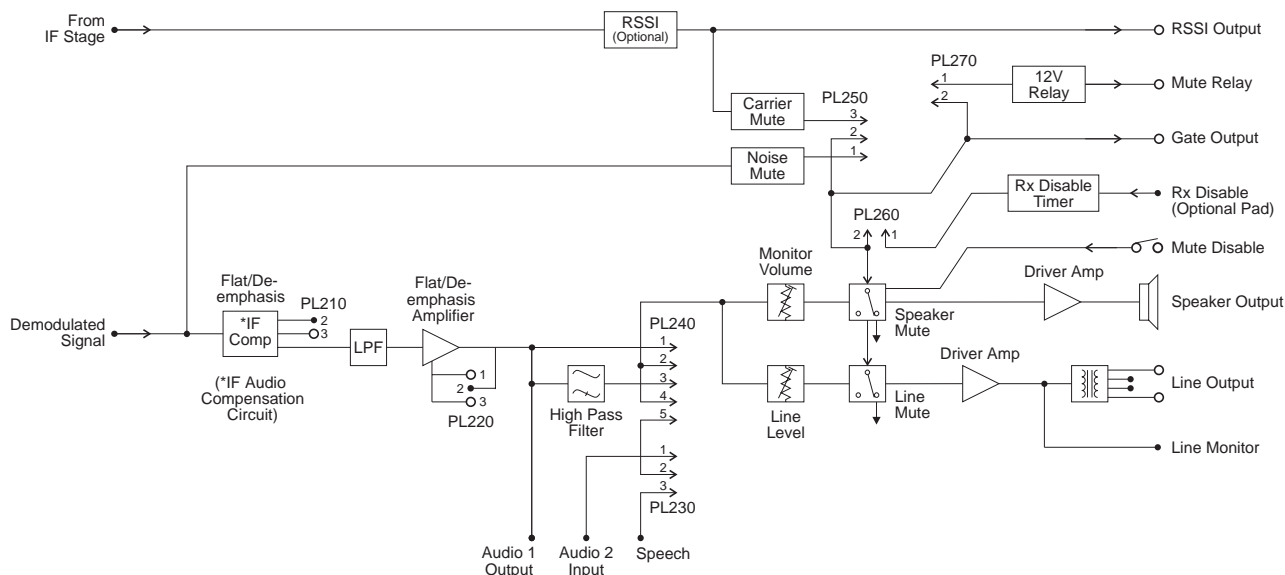 From
IF Stage
RSSI
(Optional)
RSSI Output
PL270
1
2
12V
Relay
Mute Relay
Carrier
Mute
PL250
3
2
1
Gate Output
Noise
Mute
Rx Disable
Timer
Rx Disable
(Optional Pad)
PL260
2
1
Mute Disable
Monitor
Volume
Driver Amp
Speaker Output
Speaker
Mute
Flat/De-
emphasis
PL210
2
3
Flat/De-
emphasis
Amplifier
Demodulated
Signal
*IF
Comp
LPF
(*IF Audio
Compensation
Circuit)
1
2
3
PL220
High Pass
Filter
PL240
1
2
3
4
5
1
2
3
PL230
Line
Level
Line
Mute
Driver Amp
Line Output
Line Monitor
Audio 1
Output
Audio 2
Input
Speech